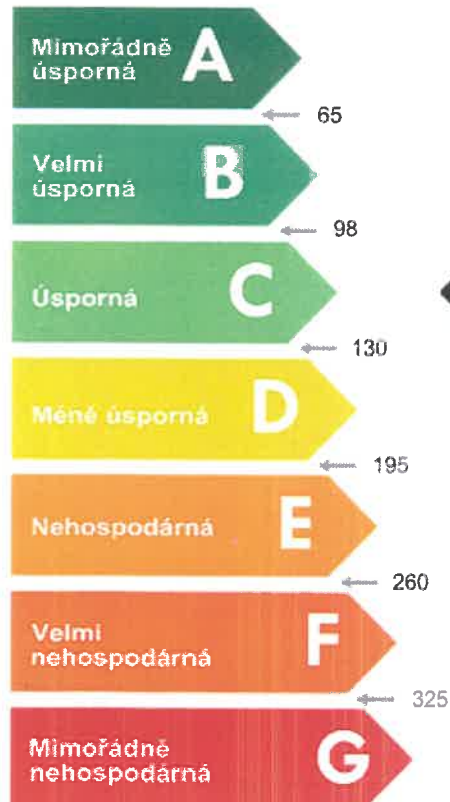 Mimořádně
úsporná
A
65
Velmi
úsporná
B
98
Úsporná
C
130
Méně úsporná
D
195
Nehospodárná
E
260
Velmi
nehospodárná
F
325
Mimořádně
nehospodárná
G